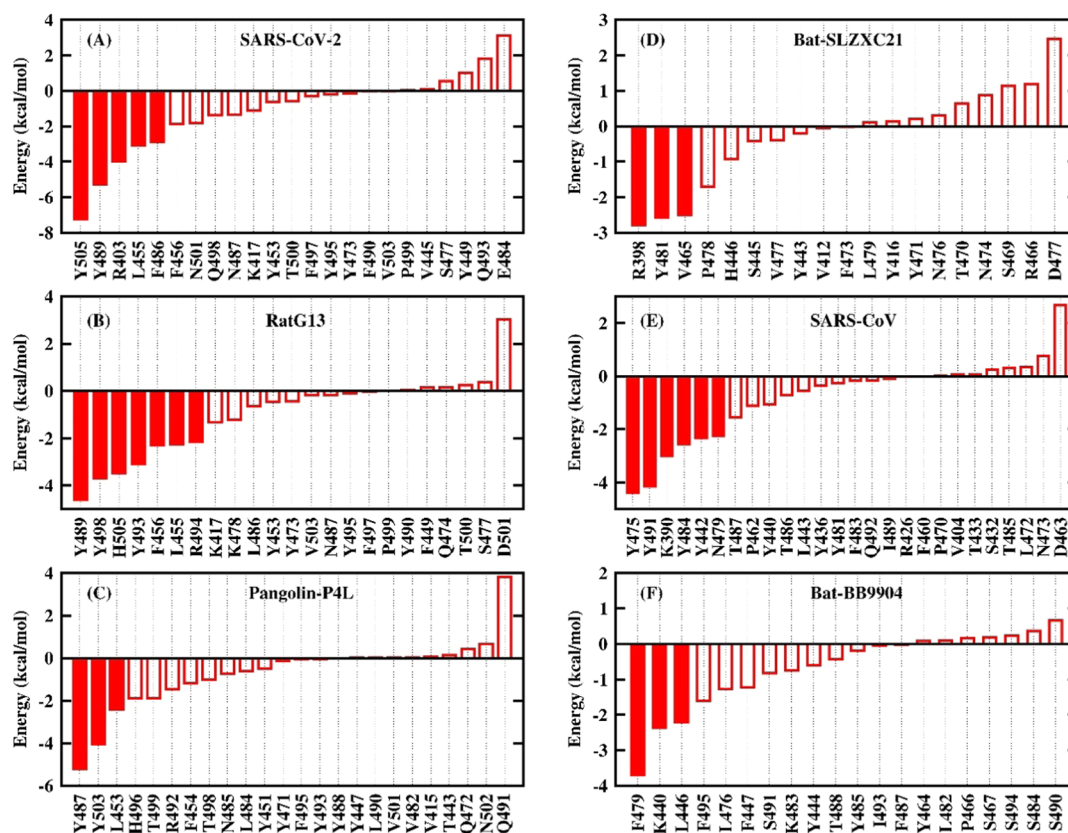 (A) SARS-CoV-2
Energy (kcal/mol)
4
2
0
-2
-4
-6
-8
Y505 Y489 R403 L455 F486 F456 N501 Q498 N487 K417 Y453 T500 F497 Y495 Y473 F490 V503 P499 V445 S477 Y449 Q493 E484
(B) RatG13
Energy (kcal/mol)
4
2
0
-2
-4
Y489 Y498 H505 Y493 F456 L455 R494 K417 K478 L486 Y453 Y473 V503 N487 Y495 F497 P499 Y490 F449 Q474 T500 S477 D501
(C) Pangolin-P4L
Energy (kcal/mol)
4
2
0
-2
-4
-6
Y487 Y503 L453 H496 T499 R492 F454 T498 N485 L484 Y451 Y471 F495 Y493 Y488 Y447 L490 V501 V482 V415 T443 Q472 N502 Q491
(D) Bat-SLZXC21
Energy (kcal/mol)
3
2
1
0
-1
-2
-3
R398 Y481 V465 P478 H446 S445 V477 Y443 V412 F473 L479 Y416 Y471 N476 T470 N474 S469 R466 D477
(E) SARS-CoV
Energy (kcal/mol)
2
0
-2
-4
Y475 Y491 K390 Y484 Y442 N479 T487 P462 Y440 T486 L443 Y436 Y481 F483 Q492 I489 R426 F460 P470 V404 T433 S432 T485 L472 N473 D463
(F) Bat-BB9904
Energy (kcal/mol)
2
1
0
-1
-2
-3
-4
F479 K440 L446 F495 L476 F447 S491 K483 Y444 T488 Y485 I493 F487 Y464 L482 P466 S467 S494 S484 S490